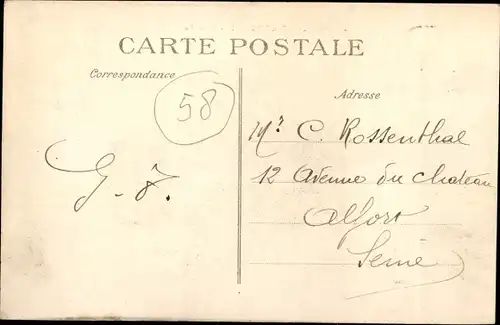 CARTE POSTALE
Correspondance
58
G-J.
Adresse
Mr C. Rossenthal
12 Avenue du Chateau
Alfort
Seine